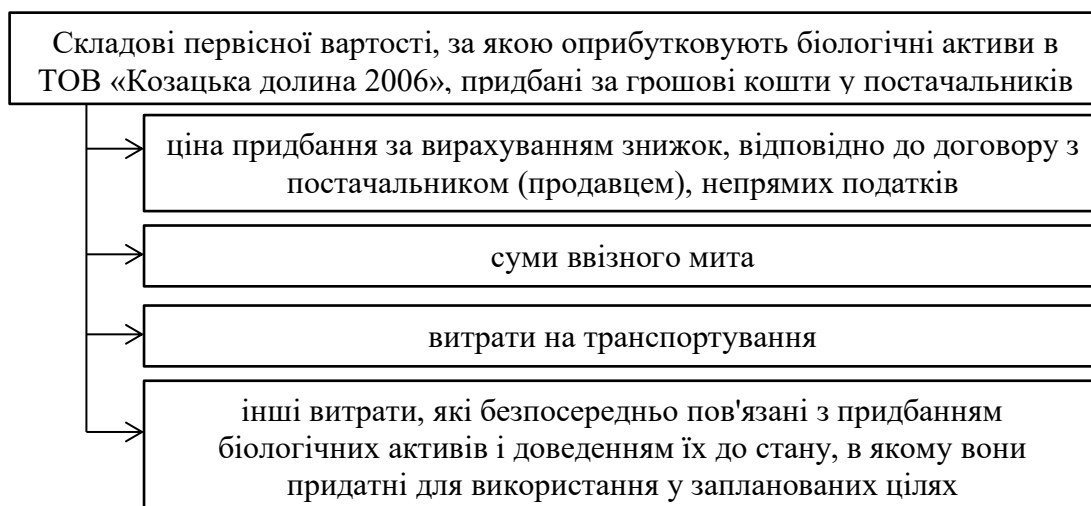 Складові первісної вартості, за якою оприбутковують біологічні активи в
ТОВ «Козацька долина 2006», придбані за грошові кошти у постачальників
ціна придбання за вирахуванням знижок, відповідно до договору з
постачальником (продавцем), непрямих податків
суми ввізного мита
витрати на транспортування
інші витрати, які безпосередньо пов'язані з придбанням
біологічних активів і доведенням їх до стану, в якому вони
придатні для використання у запланованих цілях